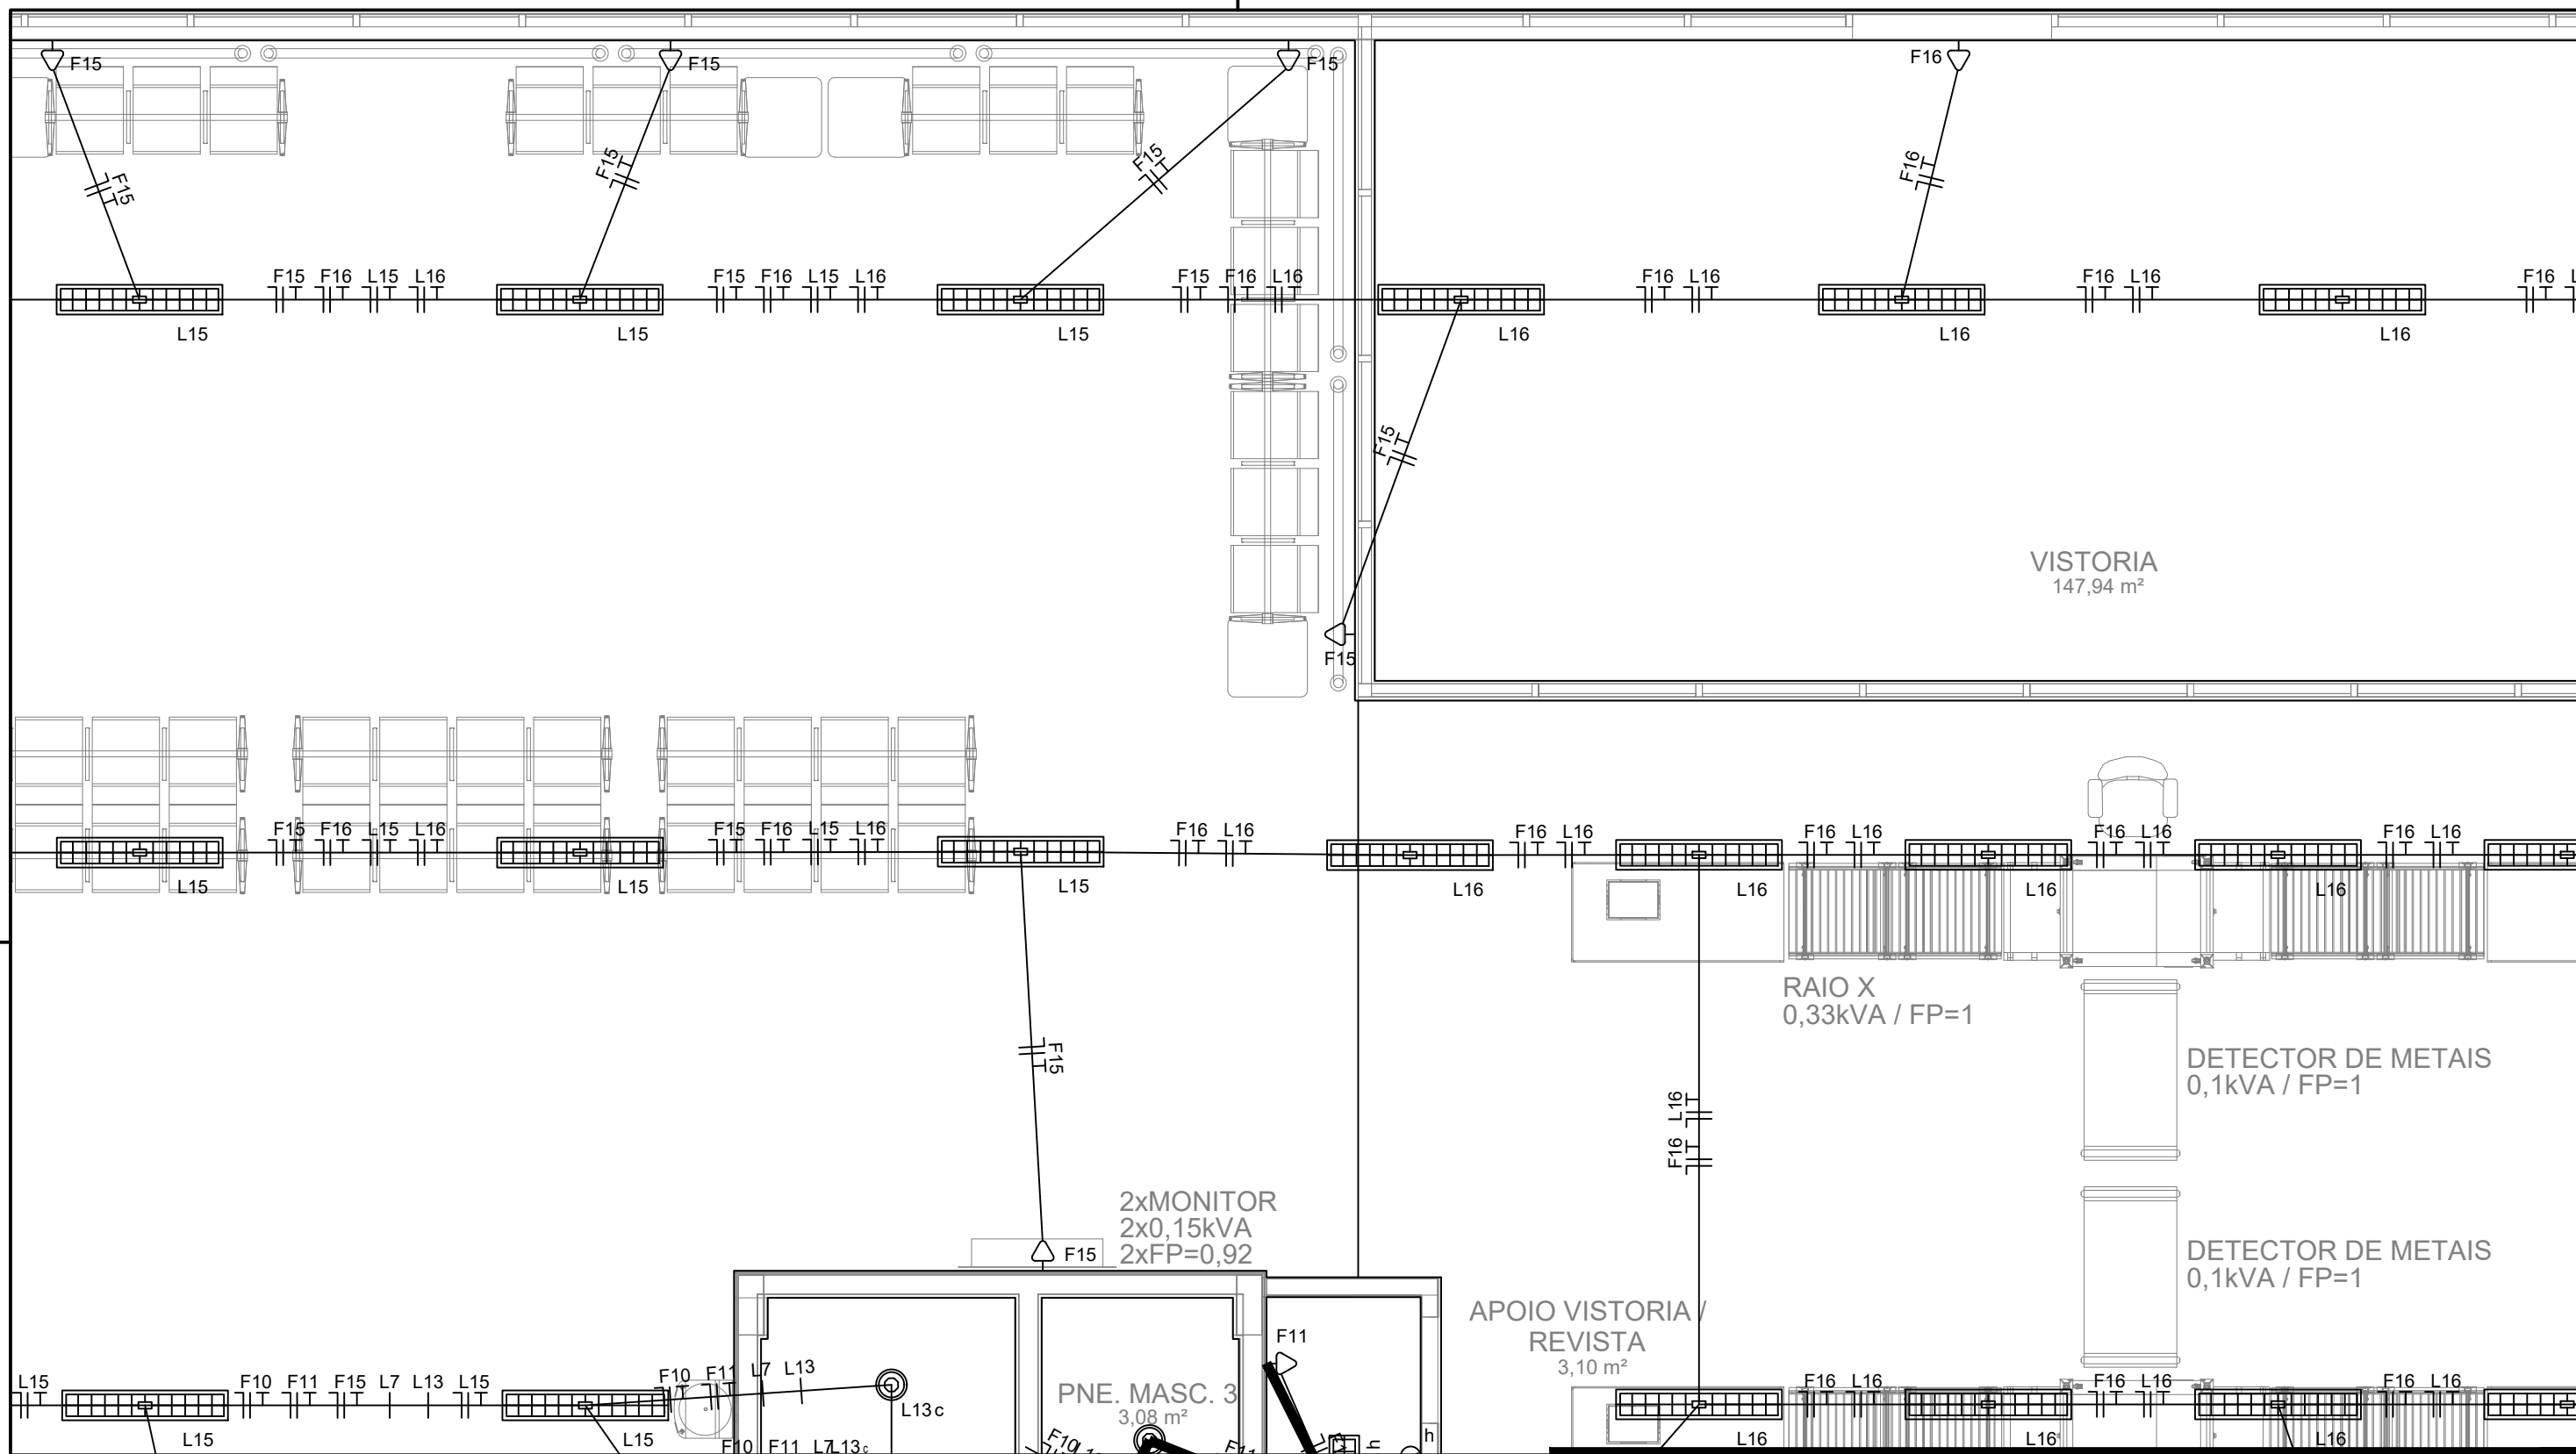 F15
F15
F15
F16
F15
F15
F15
F16
F15 F16 L15 L16
F15 F16 L15 L16
F15 F16 L16
F16 L16
F16 L16
F16
L15
L15
L15
L16
L16
L16
F15
F15
VISTORIA
147,94 m²
F15 F16 L15 L16
F15 F16 L15 L16
F16 L16
F16 L16
F16 L16
F16 L16
F16 L16
L15
L15
L15
L16
L16
L16
L16
RAIO X
0,33kVA / FP=1
DETECTOR DE METAIS
0,1kVA / FP=1
F15
L16
F16
2xMONITOR
2x0,15kVA
2xFP=0,92
F15
DETECTOR DE METAIS
0,1kVA / FP=1
APOIO VISTORIA /
REVISTA
3,10 m²
F11
L15
F10 F11 F15 L7 L13 L15
F10 F11 L7 L13
F16 L16
F16 L16
F16 L16
PNE. MASC. 3
3,08 m²
L13 c
L15
L15
L16
L16
L16
F10 F11 L7 L13 c
F10
F11
h
h